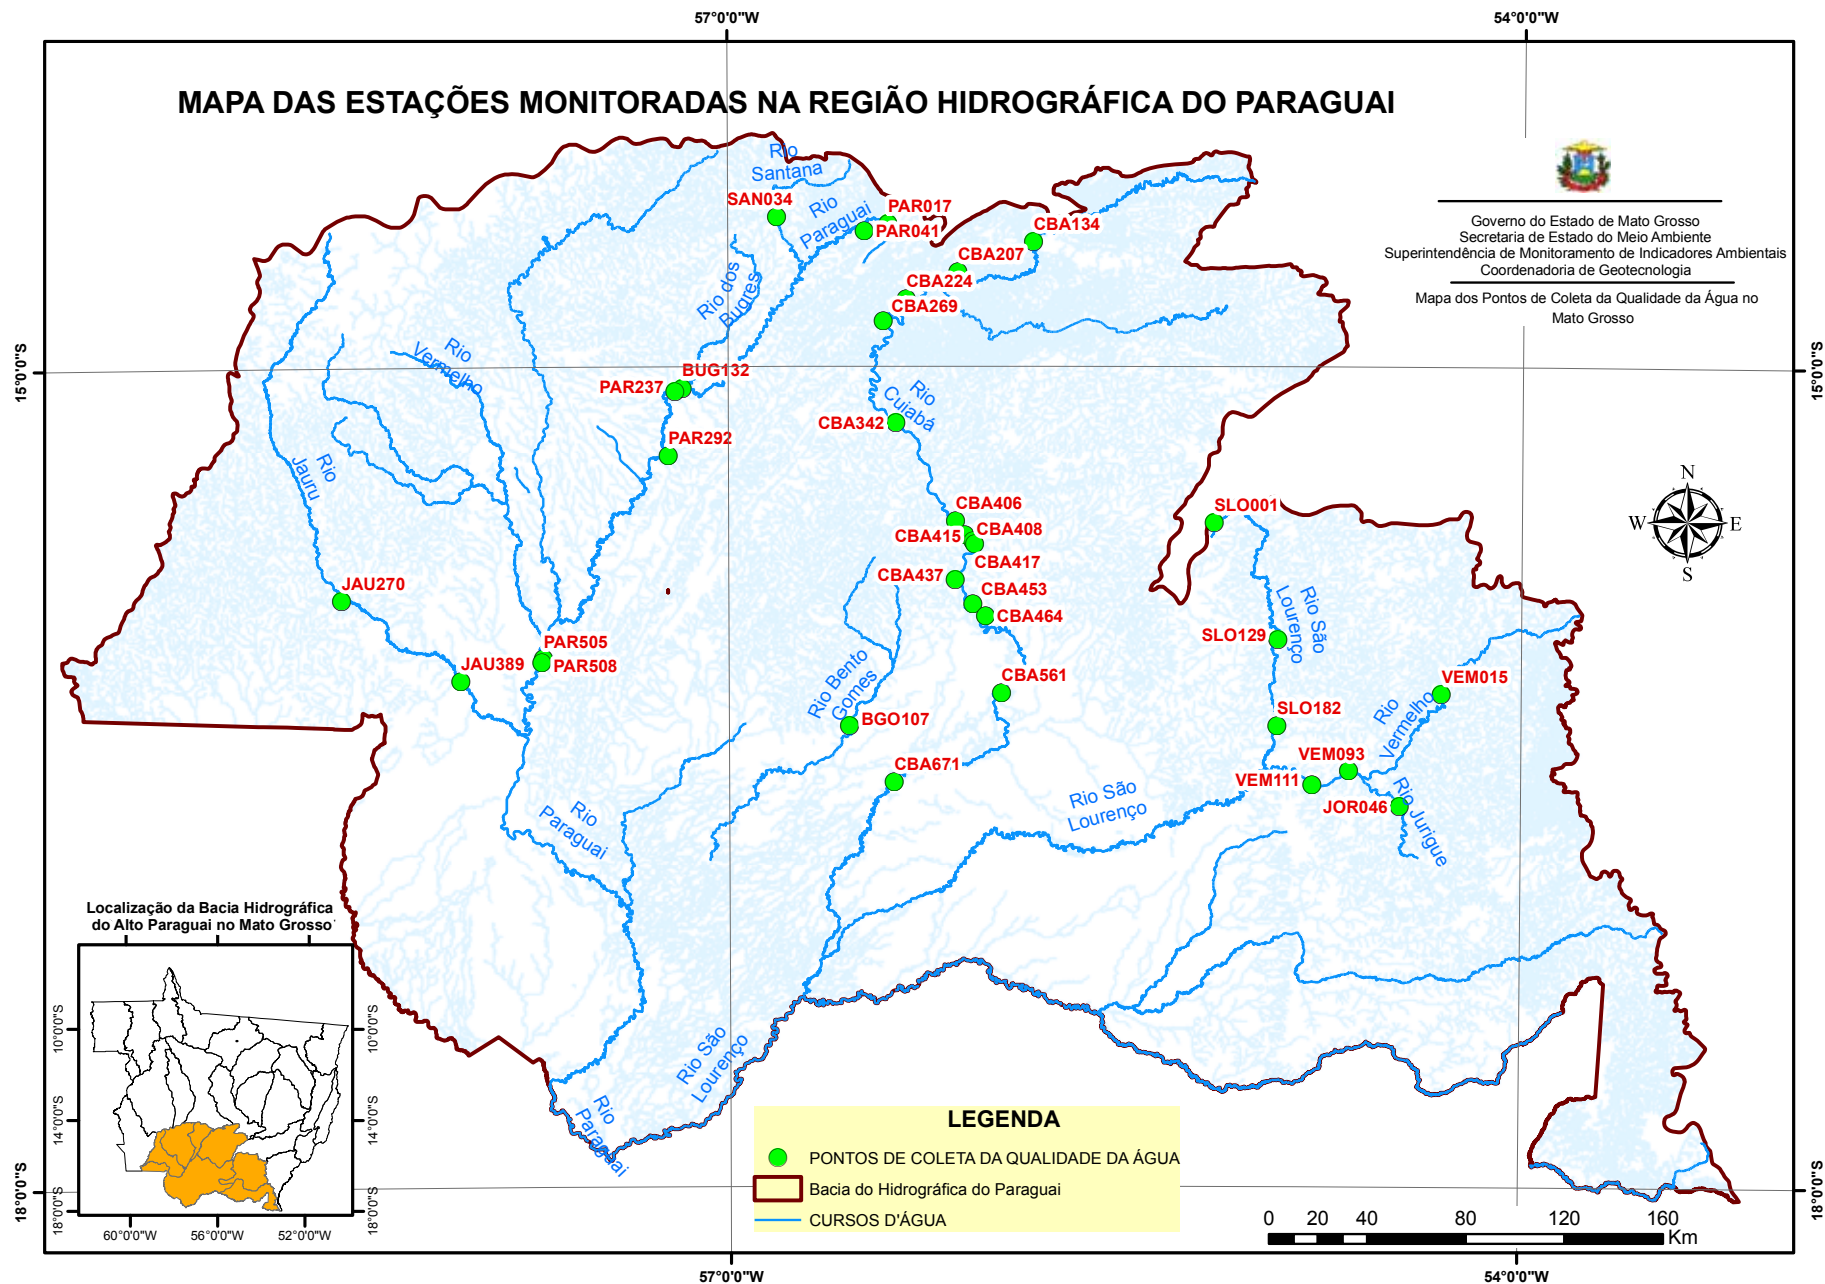 57°0'0"W
54°0'0"W
MAPA DAS ESTAÇÕES MONITORADAS NA REGIÃO HIDROGRÁFICA DO PARAGUAI
Governo do Estado de Mato Grosso
Secretaria de Estado do Meio Ambiente
Superintendência de Monitoramento de Indicadores Ambientais
Coordenadoria de Geotecnologia
Mapa dos Pontos de Coleta da Qualidade da Água no
Mato Grosso
Rio
Santana
SAN034
Rio
Paraguai
PAR017
PAR041
CBA134
CBA207
CBA224
CBA269
Rio dos
Bugres
Rio
Vermelho
15°0'0"S
15°0'0"S
BUG132
PAR237
Rio
Cuiabá
CBA342
PAR292
Rio
Jauru
N
W
E
S
CBA406
CBA408
CBA415
CBA417
CBA437
CBA453
CBA464
SLO001
JAU270
Rio São
Lourenço
SLO129
PAR505
PAR508
JAU389
Rio Bento
Gomes
CBA561
VEM015
BGO107
SLO182
Rio
Vermelho
VEM093
CBA671
VEM111
JOR046
Rio Jurigue
Rio São
Lourenço
Rio
Paraguai
Localização da Bacia Hidrográfica
do Alto Paraguai no Mato Grosso
10°0'0"S
10°0'0"S
14°0'0"S
14°0'0"S
18°0'0"S
18°0'0"S
60°0'0"W
56°0'0"W
52°0'0"W
Rio São
Lourenço
Rio
Paraguai
18°0'0"S
18°0'0"S
LEGENDA
PONTOS DE COLETA DA QUALIDADE DA ÁGUA
Bacia do Hidrográfica do Paraguai
CURSOS D'ÁGUA
0 20 40 80 120 160
Km
57°0'0"W
54°0'0"W